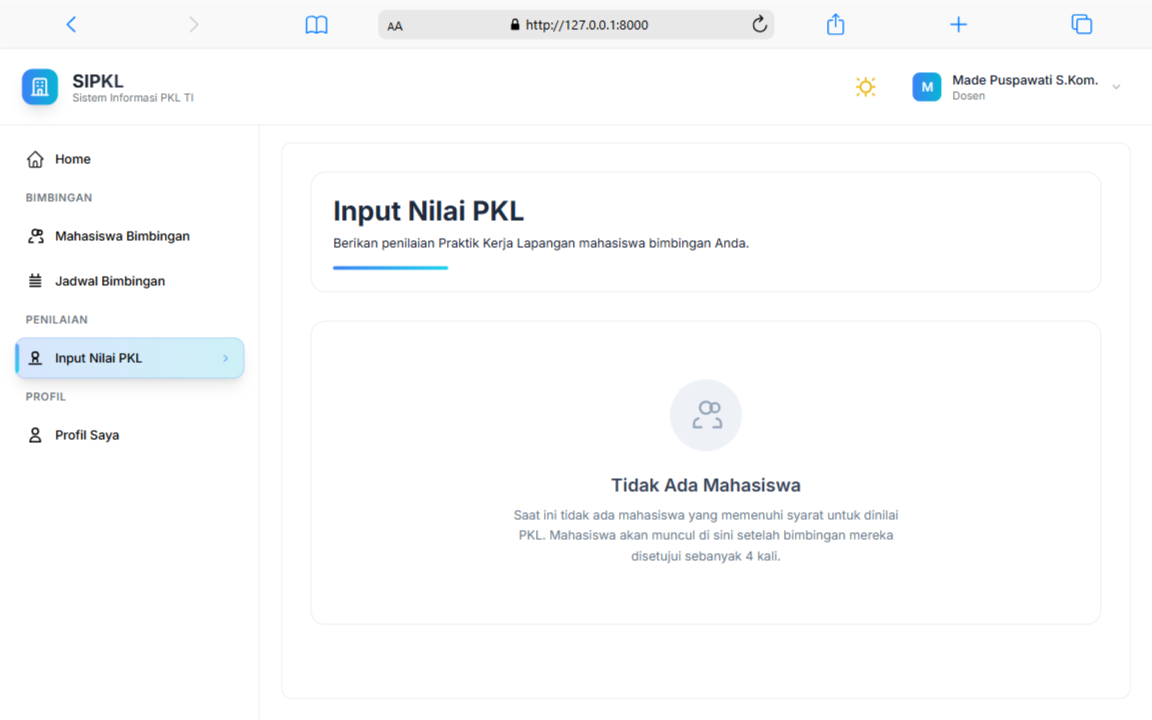 AA
http://127.0.0.1:8000
SIPKL
Sistem Informasi PKL TI
M
Made Puspawati S.Kom.
Dosen
Home
BIMBINGAN
Mahasiswa Bimbingan
Jadwal Bimbingan
PENILAIAN
Input Nilai PKL
PROFIL
Profil Saya
Input Nilai PKL
Berikan penilaian Praktik Kerja Lapangan mahasiswa bimbingan Anda.
Tidak Ada Mahasiswa
Saat ini tidak ada mahasiswa yang memenuhi syarat untuk dinilai
PKL. Mahasiswa akan muncul di sini setelah bimbingan mereka
disetujui sebanyak 4 kali.